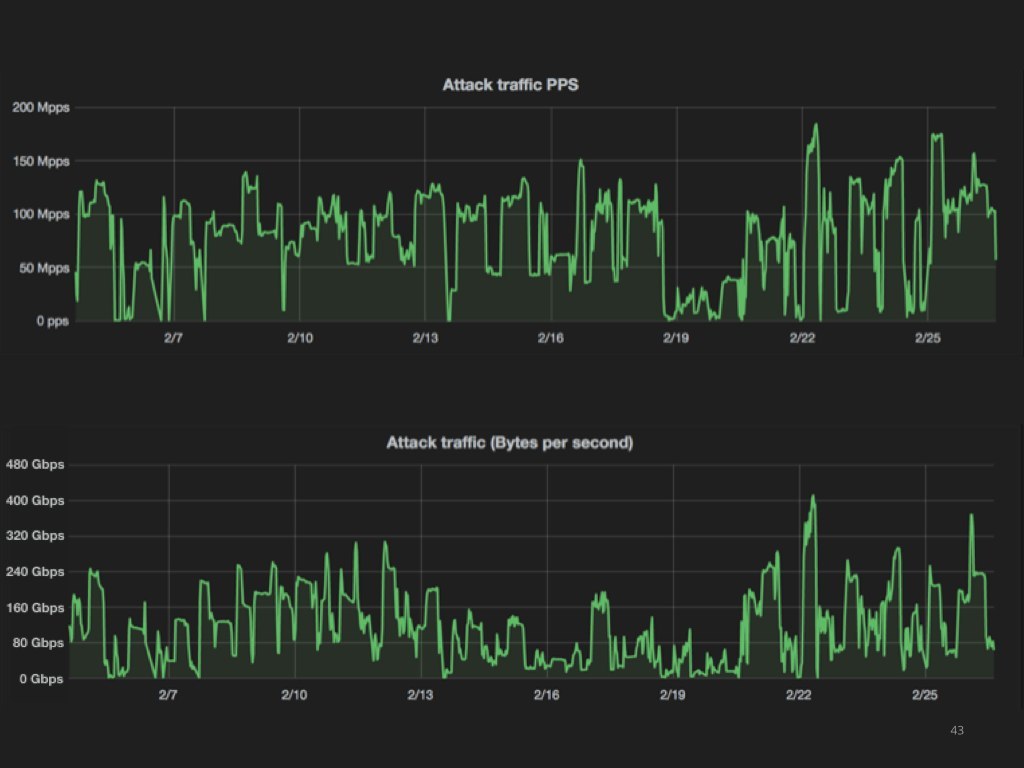 Attack traffic PPS
200 Mpps
150 Mpps
100 Mpps
50 Mpps
0 pps
2/7 2/10 2/13 2/16 2/19 2/22 2/25
Attack traffic (Bytes per second)
480 Gbps
400 Gbps
320 Gbps
240 Gbps
160 Gbps
80 Gbps
0 Gbps
2/7 2/10 2/13 2/16 2/19 2/22 2/25
43